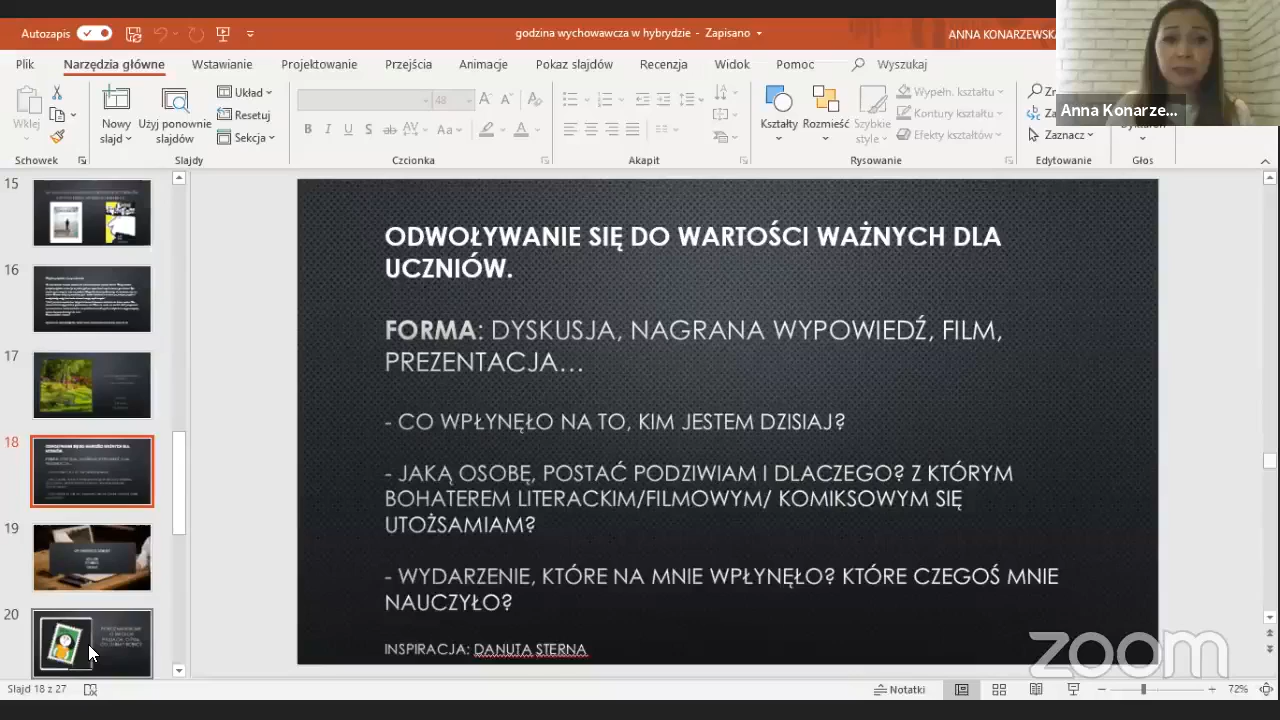 Autozapis
godzina wychowawcza w hybrydzie - Zapisano
ANNA KONARZEWSKA
Plik
Narzędzia główne
Wstawianie
Projektowanie
Przejścia
Animacje
Pokaz slajdów
Recenzja
Widok
Pomoc
Wyszukaj
Wklej
Schowek
Nowy slajd
Użyj ponownie slajdów
Układ
Resetuj
Sekcja
Slajdy
48
Czcionka
Akapit
Kształty
Rozmieść
Szybkie style
Wypełn. kształtu
Kontury kształtu
Efekty kształtów
Rysowanie
Zaznacz
Edytowanie
Głos
Anna Konarze...
15
16
17
18
19
20
ODWOŁYWANIE SIĘ DO WARTOŚCI WAŻNYCH DLA
UCZNIÓW.
FORMA: DYSKUSJA, NAGRANA WYPOWIEDŹ, FILM,
PREZENTACJA...
- CO WPŁYNĘŁO NA TO, KIM JESTEM DZISIAJ?
- JAKĄ OSOBĘ, POSTAĆ PODZIWIAM I DLACZEGO? Z KTÓRYM
BOHATEREM LITERACKIM/FILMOWYM/ KOMIKSOWYM SIĘ
UTOŻSAMIAM?
- WYDARZENIE, KTÓRE NA MNIE WPŁYNĘŁO? KTÓRE CZEGOŚ MNIE
NAUCZYŁO?
INSPIRACJA: DANUTA STERNA
zoom
Slajd 18 z 27
Notatki
72%